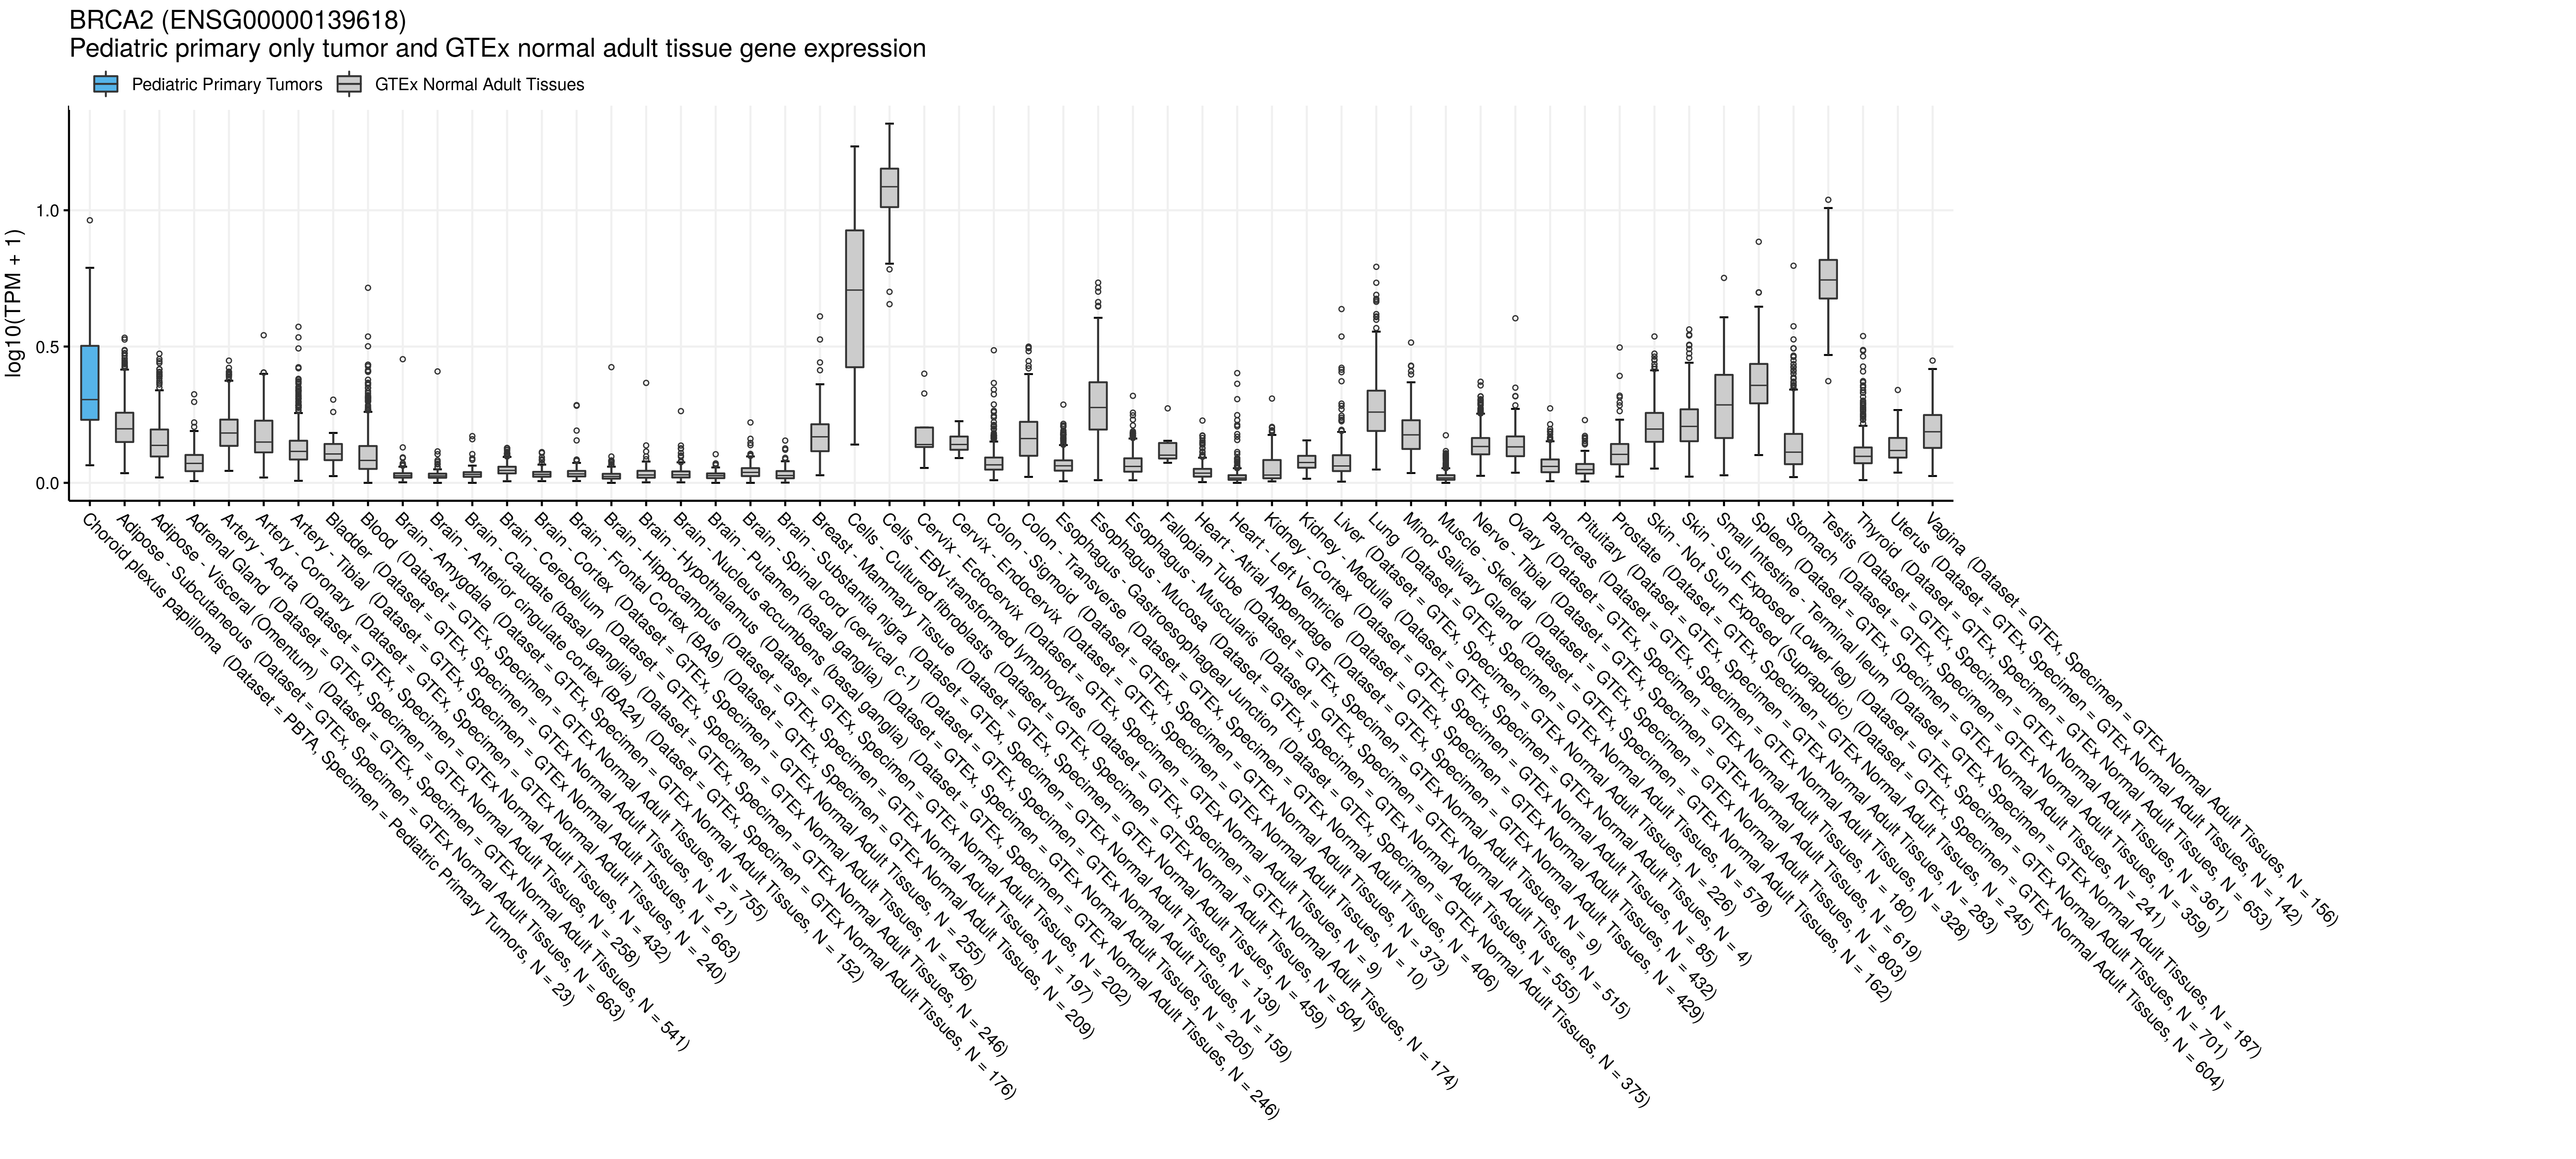 BRCA2 (ENSG00000139618)
Pediatric primary only tumor and GTEx normal adult tissue gene expression
Pediatric Primary Tumors
GTEx Normal Adult Tissues
log10(TPM + 1)
1.0
0.5
0.0
Choroid plexus papilloma (Dataset = PBTA, Specimen = Pediatric Primary Tumors, N = 23)
Adipose - Subcutaneous (Dataset = GTEx, Specimen = GTEx Normal Adult Tissues, N = 663)
Adipose - Visceral (Omentum) (Dataset = GTEx, Specimen = GTEx Normal Adult Tissues, N = 541)
Adrenal Gland (Dataset = GTEx, Specimen = GTEx Normal Adult Tissues, N = 258)
Artery - Aorta (Dataset = GTEx, Specimen = GTEx Normal Adult Tissues, N = 432)
Artery - Coronary (Dataset = GTEx, Specimen = GTEx Normal Adult Tissues, N = 240)
Artery - Tibial (Dataset = GTEx, Specimen = GTEx Normal Adult Tissues, N = 663)
Bladder (Dataset = GTEx, Specimen = GTEx Normal Adult Tissues, N = 21)
Blood (Dataset = GTEx, Specimen = GTEx Normal Adult Tissues, N = 755)
Brain - Amygdala (Dataset = GTEx, Specimen = GTEx Normal Adult Tissues, N = 152)
Brain - Anterior cingulate cortex (BA24) (Dataset = GTEx, Specimen = GTEx Normal Adult Tissues, N = 176)
Brain - Caudate (basal ganglia) (Dataset = GTEx, Specimen = GTEx Normal Adult Tissues, N = 246)
Brain - Cerebellum (Dataset = GTEx, Specimen = GTEx Normal Adult Tissues, N = 456)
Brain - Cortex (Dataset = GTEx, Specimen = GTEx Normal Adult Tissues, N = 255)
Brain - Frontal Cortex (BA9) (Dataset = GTEx, Specimen = GTEx Normal Adult Tissues, N = 209)
Brain - Hippocampus (Dataset = GTEx, Specimen = GTEx Normal Adult Tissues, N = 197)
Brain - Hypothalamus (Dataset = GTEx, Specimen = GTEx Normal Adult Tissues, N = 202)
Brain - Nucleus accumbens (basal ganglia) (Dataset = GTEx, Specimen = GTEx Normal Adult Tissues, N = 246)
Brain - Putamen (basal ganglia) (Dataset = GTEx, Specimen = GTEx Normal Adult Tissues, N = 205)
Brain - Spinal cord (cervical c-1) (Dataset = GTEx, Specimen = GTEx Normal Adult Tissues, N = 159)
Brain - Substantia nigra (Dataset = GTEx, Specimen = GTEx Normal Adult Tissues, N = 139)
Breast - Mammary Tissue (Dataset = GTEx, Specimen = GTEx Normal Adult Tissues, N = 459)
Cells - Cultured fibroblasts (Dataset = GTEx, Specimen = GTEx Normal Adult Tissues, N = 504)
Cells - EBV-transformed lymphocytes (Dataset = GTEx, Specimen = GTEx Normal Adult Tissues, N = 174)
Cervix - Ectocervix (Dataset = GTEx, Specimen = GTEx Normal Adult Tissues, N = 9)
Cervix - Endocervix (Dataset = GTEx, Specimen = GTEx Normal Adult Tissues, N = 10)
Colon - Sigmoid (Dataset = GTEx, Specimen = GTEx Normal Adult Tissues, N = 373)
Colon - Transverse (Dataset = GTEx, Specimen = GTEx Normal Adult Tissues, N = 406)
Esophagus - Gastroesophageal Junction (Dataset = GTEx, Specimen = GTEx Normal Adult Tissues, N = 375)
Esophagus - Mucosa (Dataset = GTEx, Specimen = GTEx Normal Adult Tissues, N = 555)
Esophagus - Muscularis (Dataset = GTEx, Specimen = GTEx Normal Adult Tissues, N = 515)
Fallopian Tube (Dataset = GTEx, Specimen = GTEx Normal Adult Tissues, N = 9)
Heart - Atrial Appendage (Dataset = GTEx, Specimen = GTEx Normal Adult Tissues, N = 429)
Heart - Left Ventricle (Dataset = GTEx, Specimen = GTEx Normal Adult Tissues, N = 432)
Kidney - Cortex (Dataset = GTEx, Specimen = GTEx Normal Adult Tissues, N = 85)
Kidney - Medulla (Dataset = GTEx, Specimen = GTEx Normal Adult Tissues, N = 4)
Liver (Dataset = GTEx, Specimen = GTEx Normal Adult Tissues, N = 226)
Lung (Dataset = GTEx, Specimen = GTEx Normal Adult Tissues, N = 578)
Minor Salivary Gland (Dataset = GTEx, Specimen = GTEx Normal Adult Tissues, N = 162)
Muscle - Skeletal (Dataset = GTEx, Specimen = GTEx Normal Adult Tissues, N = 803)
Nerve - Tibial (Dataset = GTEx, Specimen = GTEx Normal Adult Tissues, N = 619)
Ovary (Dataset = GTEx, Specimen = GTEx Normal Adult Tissues, N = 180)
Pancreas (Dataset = GTEx, Specimen = GTEx Normal Adult Tissues, N = 328)
Pituitary (Dataset = GTEx, Specimen = GTEx Normal Adult Tissues, N = 283)
Prostate (Dataset = GTEx, Specimen = GTEx Normal Adult Tissues, N = 245)
Skin - Not Sun Exposed (Suprapubic) (Dataset = GTEx, Specimen = GTEx Normal Adult Tissues, N = 604)
Skin - Sun Exposed (Lower leg) (Dataset = GTEx, Specimen = GTEx Normal Adult Tissues, N = 701)
Small Intestine - Terminal Ileum (Dataset = GTEx, Specimen = GTEx Normal Adult Tissues, N = 187)
Spleen (Dataset = GTEx, Specimen = GTEx Normal Adult Tissues, N = 241)
Stomach (Dataset = GTEx, Specimen = GTEx Normal Adult Tissues, N = 359)
Testis (Dataset = GTEx, Specimen = GTEx Normal Adult Tissues, N = 361)
Thyroid (Dataset = GTEx, Specimen = GTEx Normal Adult Tissues, N = 653)
Uterus (Dataset = GTEx, Specimen = GTEx Normal Adult Tissues, N = 142)
Vagina (Dataset = GTEx, Specimen = GTEx Normal Adult Tissues, N = 156)